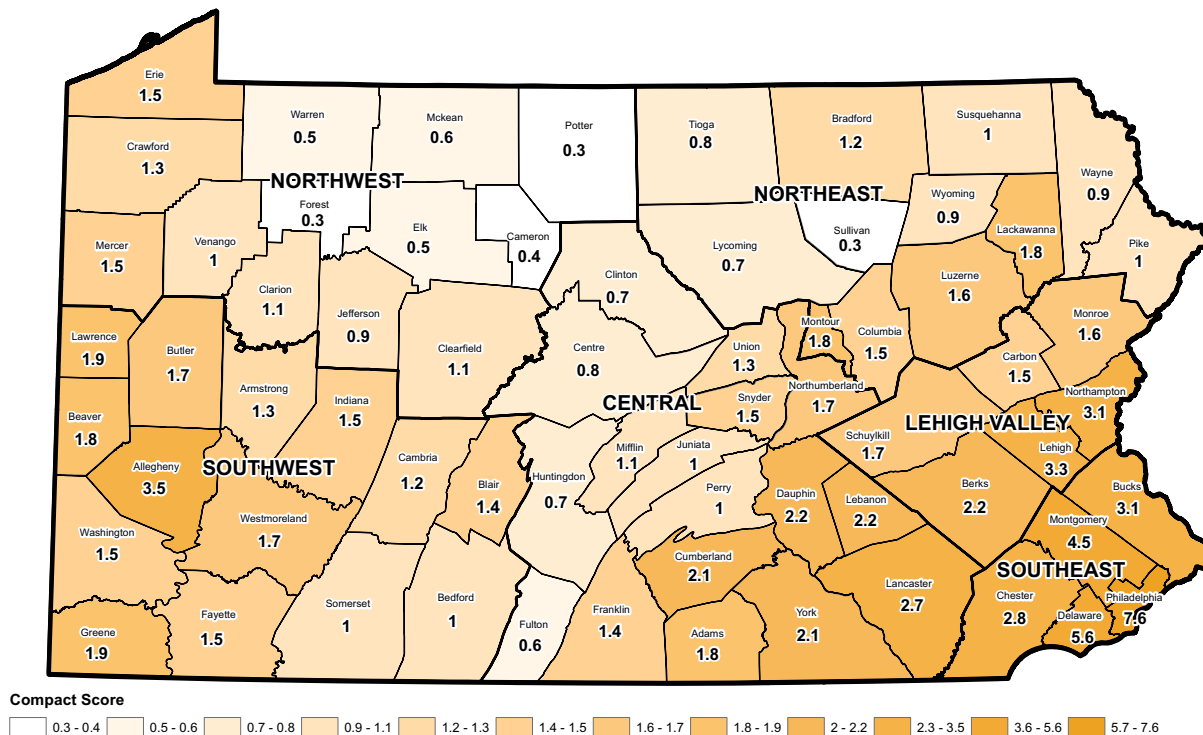 Erie
1.5
Warren
0.5
Mckean
0.6
Potter
0.3
Tioga
0.8
Bradford
1.2
Susquehanna
1
Wayne
0.9
Crawford
1.3
NORTHWEST
NORTHEAST
Forest
0.3
Wyoming
0.9
Mercer
1.5
Venango
1
Elk
0.5
Cameron
0.4
Lycoming
0.7
Sullivan
0.3
Lackawanna
1.8
Pike
1
Clarion
1.1
Jefferson
0.9
Clinton
0.7
Luzerne
1.6
Lawrence
1.9
Butler
1.7
Clearfield
1.1
Centre
0.8
Union
1.3
Montour
1.8
Columbia
1.5
Monroe
1.6
Carbon
1.5
Armstrong
1.3
Indiana
1.5
CENTRAL
Snyder
1.5
Northumberland
1.7
Northampton
3.1
Beaver
1.8
LEHIGH VALLEY
Allegheny
3.5
SOUTHWEST
Cambria
1.2
Blair
1.4
Huntingdon
0.7
Mifflin
1.1
Juniata
1
Schuylkill
1.7
Lehigh
3.3
Perry
1
Dauphin
2.2
Lebanon
2.2
Berks
2.2
Bucks
3.1
Washington
1.5
Westmoreland
1.7
Montgomery
4.5
Cumberland
2.1
SOUTHEAST
Greene
1.9
Fayette
1.5
Somerset
1
Bedford
1
Fulton
0.6
Franklin
1.4
Adams
1.8
York
2.1
Lancaster
2.7
Chester
2.8
Delaware
5.6
Philadelphia
7.6
Compact Score
0.3 - 0.4 0.5 - 0.6 0.7 - 0.8 0.9 - 1.1 1.2 - 1.3 1.4 - 1.5 1.6 - 1.7 1.8 - 1.9 2 - 2.2 2.3 - 3.5 3.6 - 5.6 5.7 - 7.6